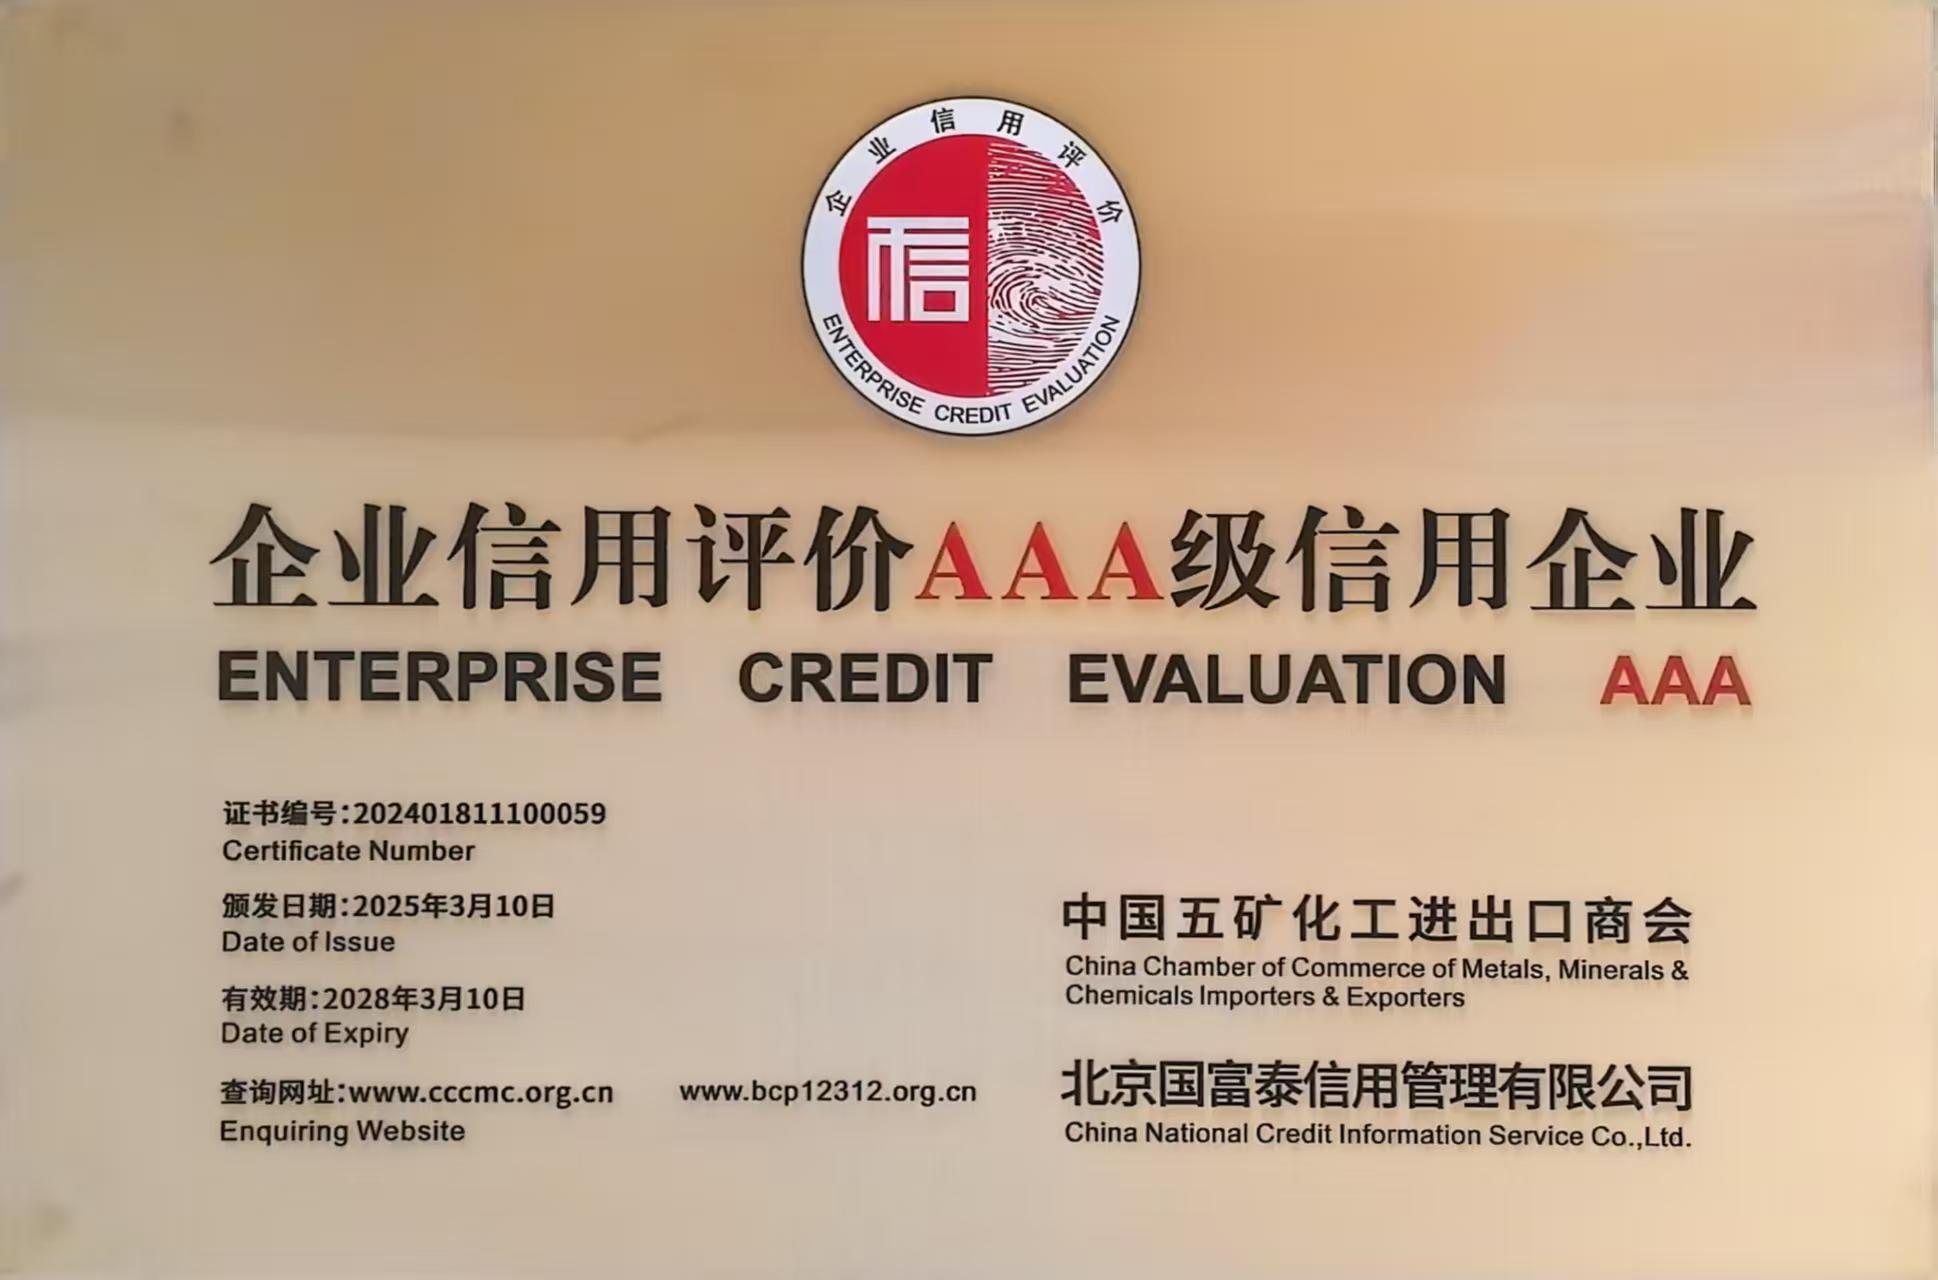 企业信用评价
信
ENTERPRISE CREDIT EVALUATION
企业信用评价AAA级信用企业
ENTERPRISE CREDIT EVALUATION AAA
证书编号:202401811100059
Certificate Number
颁发日期:2025年3月10日
Date of Issue
有效期:2028年3月10日
Date of Expiry
查询网址:www.cccmc.org.cn www.bcp12312.org.cn
Enquiring Website
中国五矿化工进出口商会
China Chamber of Commerce of Metals, Minerals &
Chemicals Importers & Exporters
北京国富泰信用管理有限公司
China National Credit Information Service Co.,Ltd.